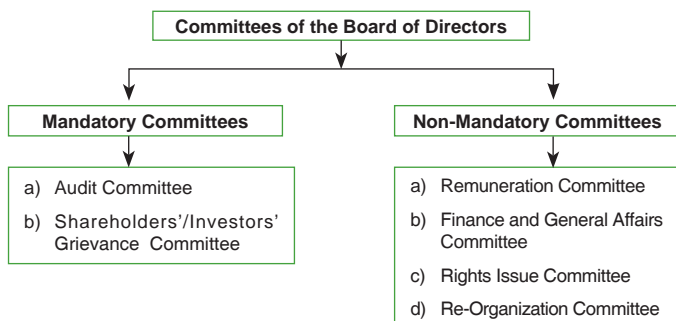 Committees of the Board of Directors
Mandatory Committees
a) Audit Committee
b) Shareholders'/Investors'
Grievance Committee
Non-Mandatory Committees
a) Remuneration Committee
b) Finance and General Affairs
Committee
c) Rights Issue Committee
d) Re-Organization Committee